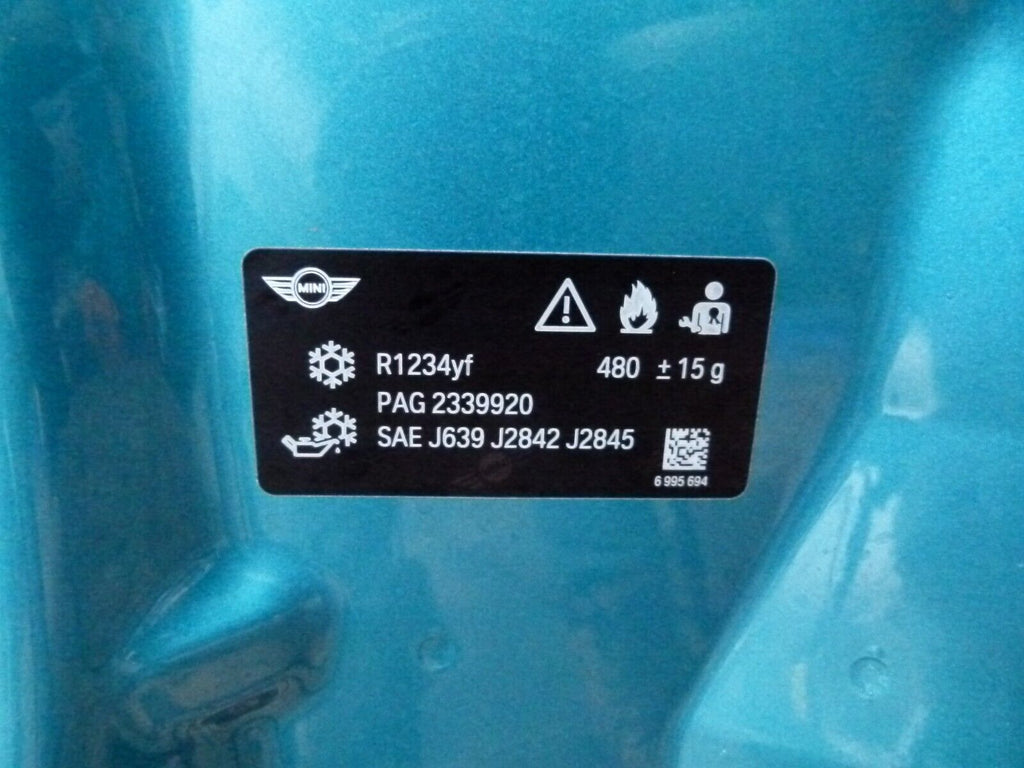 MINI
R1234yf 480 ± 15 g
PAG 2339920
SAE J639 J2842 J2845
6 995 694